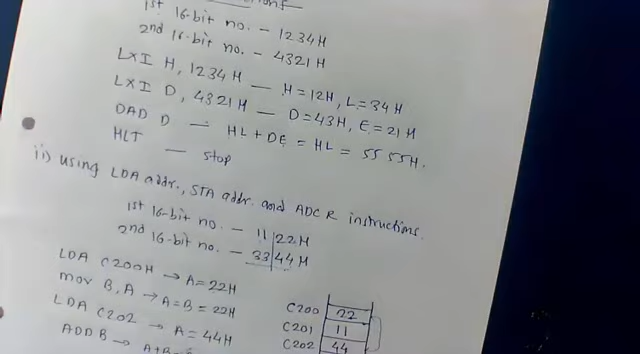 1st 16-bit no. - 1234H
2nd 16-bit no. - 4321H
LXI H, 1234H — H=12H, L=34H
LXI D, 4321H — D=43H, E=21H
DAD D — HL+DE = HL = 5555H.
HLT — stop
ii) using LDA addr., STA addr. and ADC R instructions.
1st 16-bit no. - 11|22H
2nd 16-bit no. - 33|44H
LDA C200H → A=22H
MOV B,A → A=B=22H
LDA C202 → A=44H
ADD B →
C200 22
C201 11
C202 44